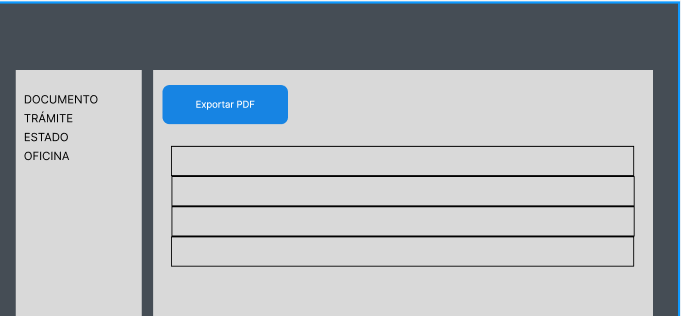 DOCUMENTO
TRÁMITE
ESTADO
OFICINA
Exportar PDF